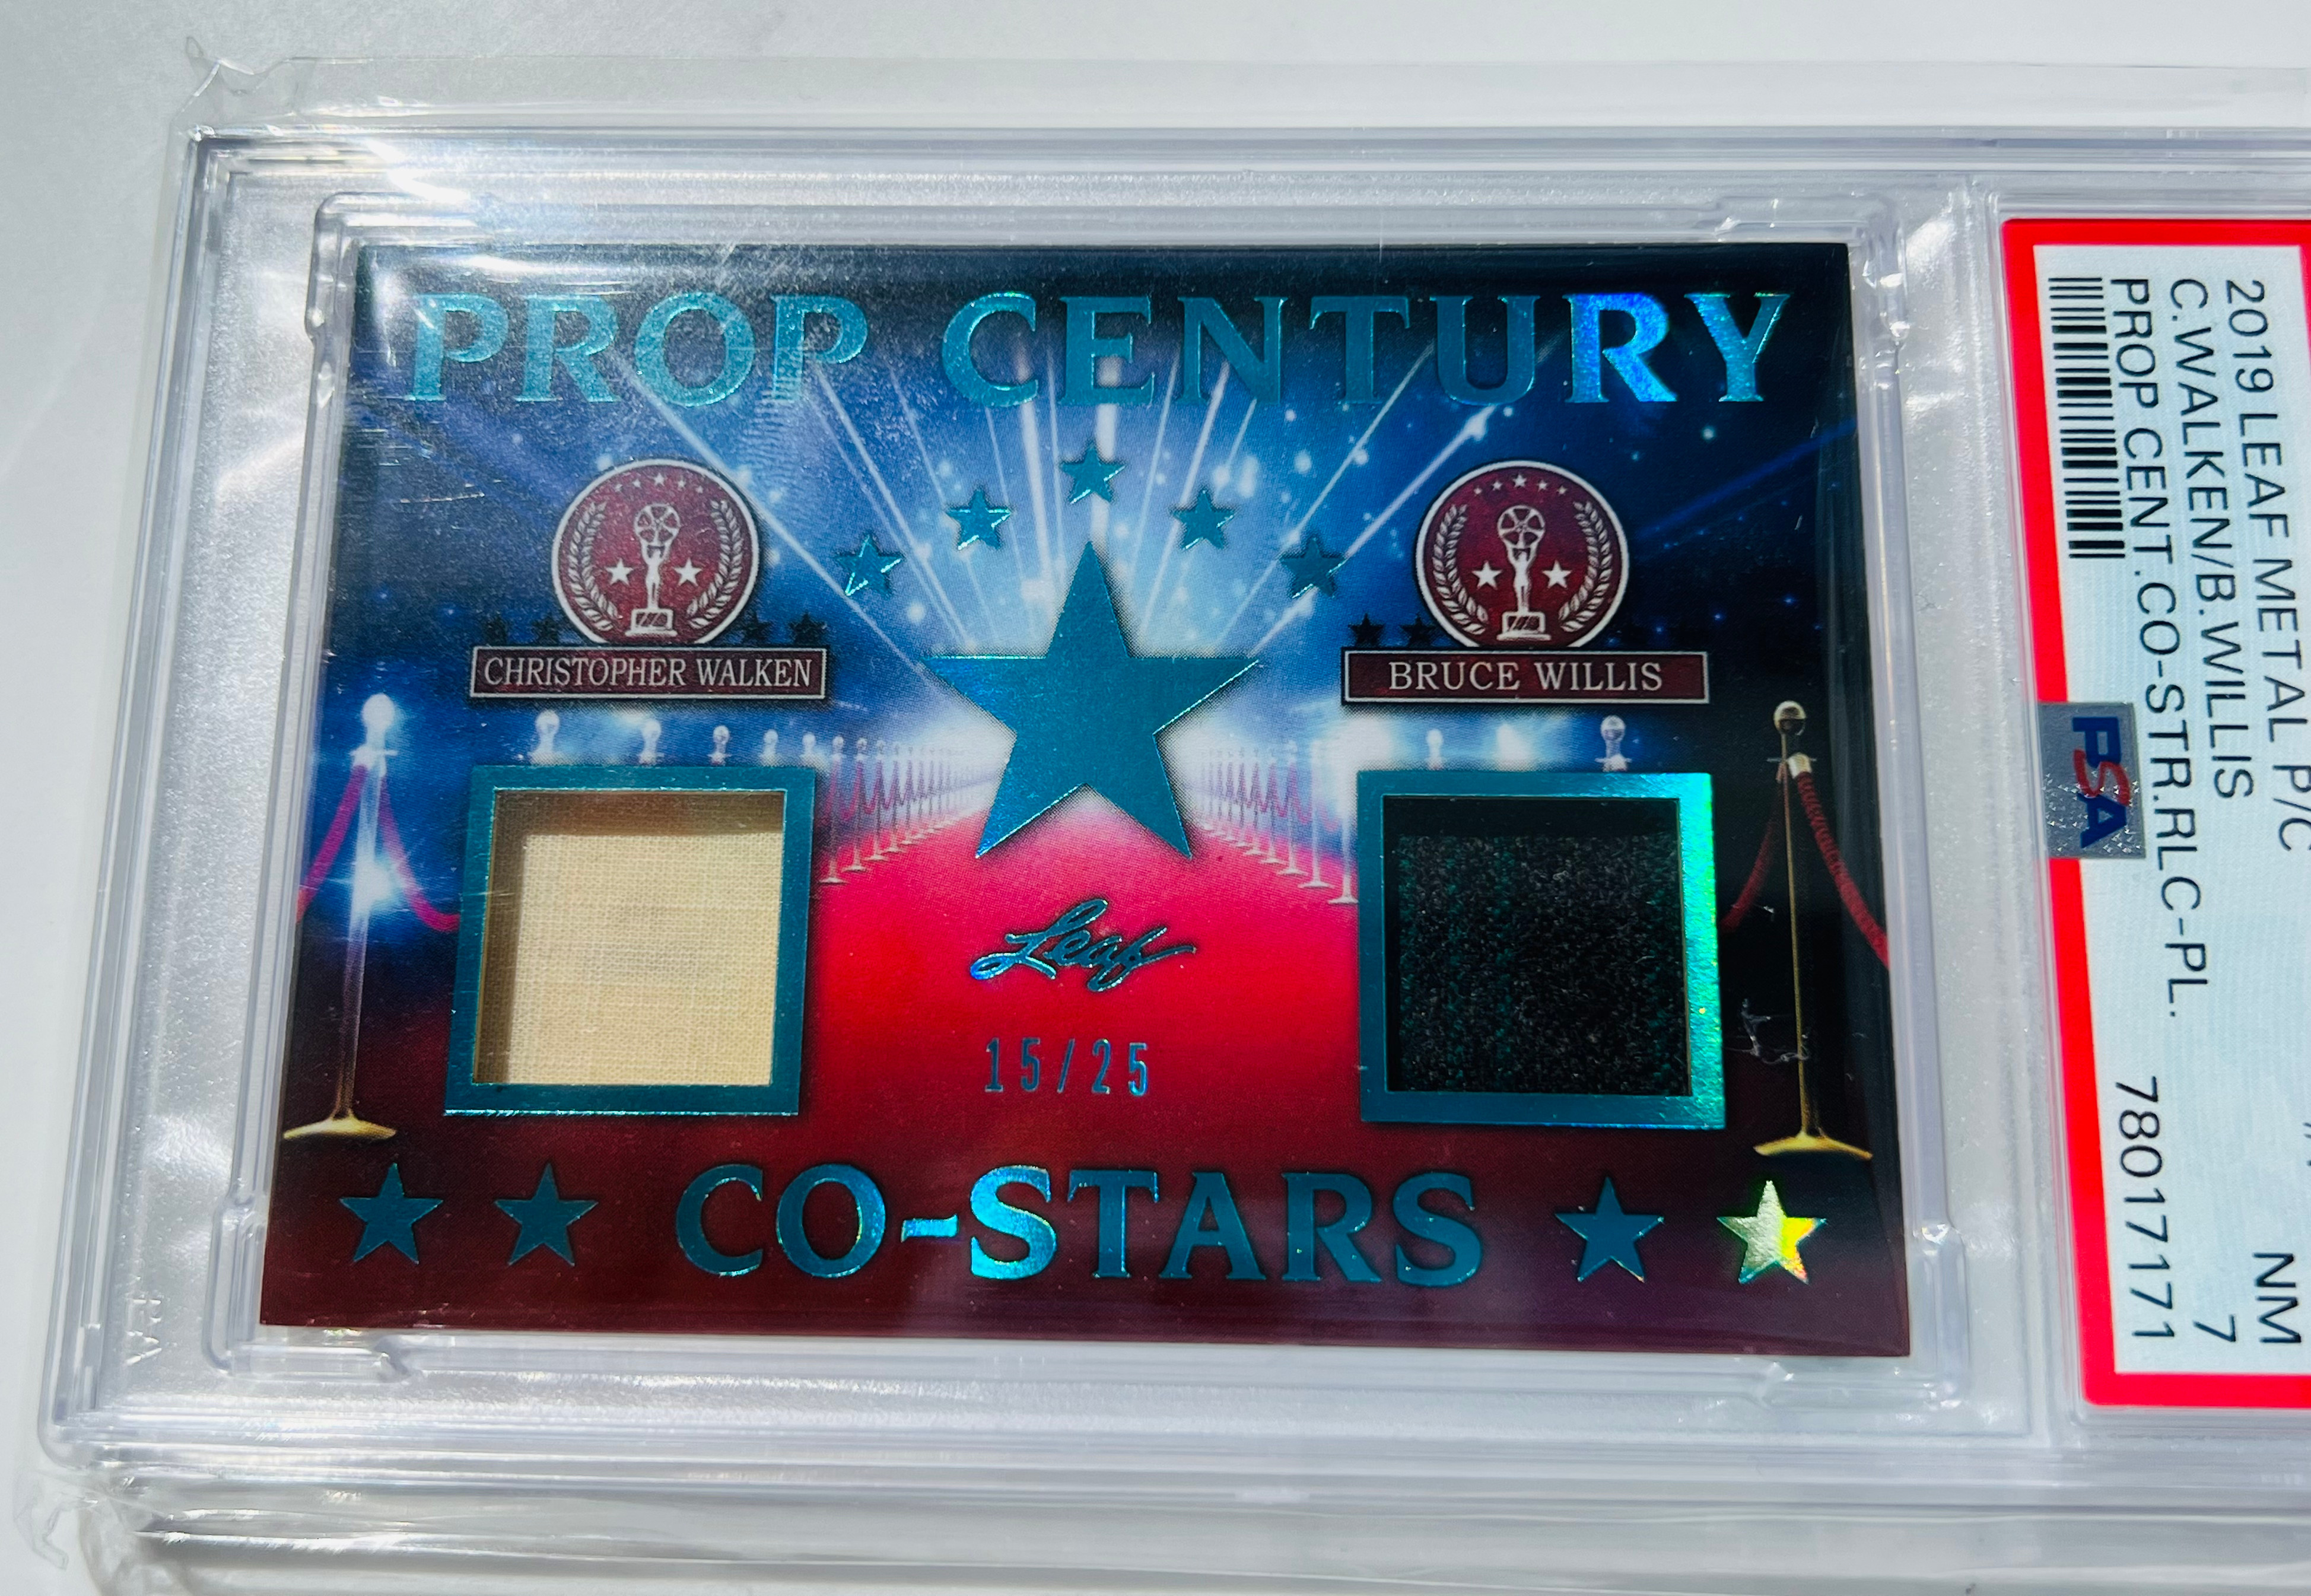 PROP CENTURY
CHRISTOPHER WALKEN
BRUCE WILLIS
Leaf
15/25
CO-STARS
2019 LEAF METAL P/C
C.WALKEN/B.WILLIS
PROP CENT.CO-STR.RLC-PL.
NM
7
78017171
PSA